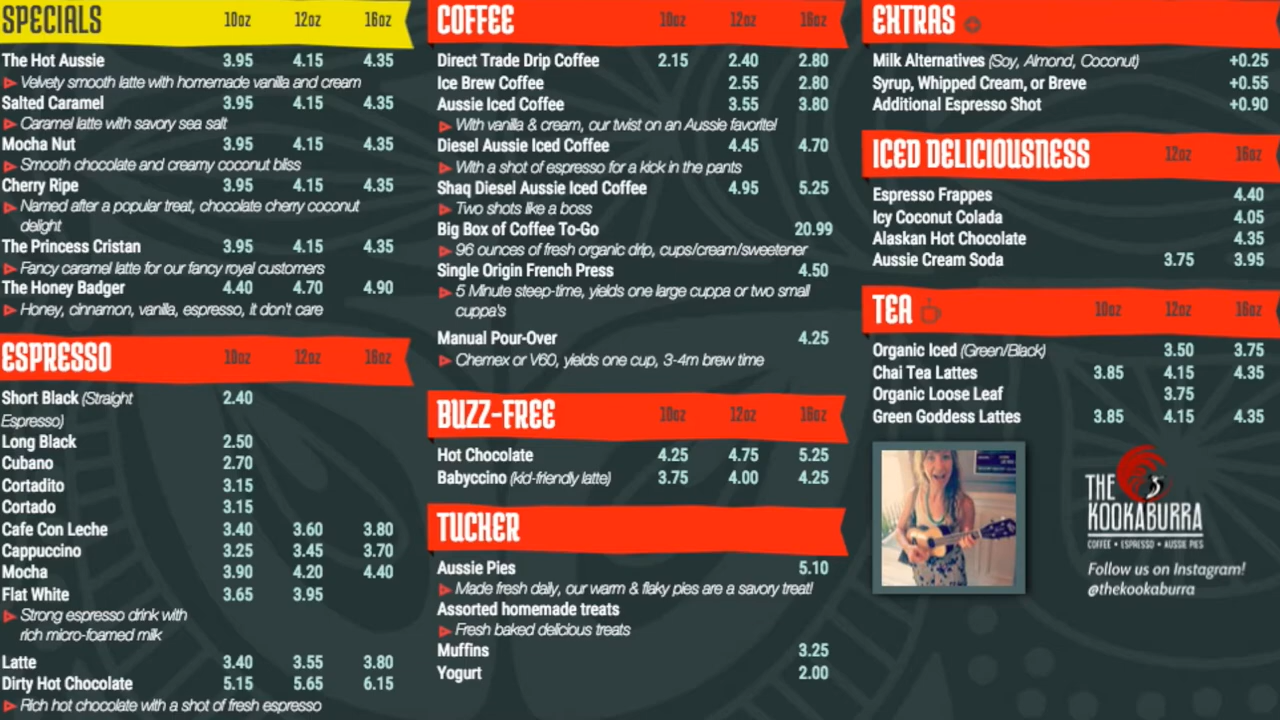 SPECIALS 10oz 12oz 16oz
The Hot Aussie 3.95 4.15 4.35
Velvety smooth latte with homemade vanilla and cream
Salted Caramel 3.95 4.15 4.35
Caramel latte with savory sea salt
Mocha Nut 3.95 4.15 4.35
Smooth chocolate and creamy coconut bliss
Cherry Ripe 3.95 4.15 4.35
Named after a popular treat, chocolate cherry coconut
delight
The Princess Cristan 3.95 4.15 4.35
Fancy caramel latte for our fancy royal customers
The Honey Badger 4.40 4.70 4.90
Honey, cinnamon, vanilla, espresso, it don't care
ESPRESSO 10oz 12oz 16oz
Short Black (Straight 2.40
Espresso)
Long Black 2.50
Cubano 2.70
Cortadito 3.15
Cortado 3.15
Cafe Con Leche 3.40 3.60 3.80
Cappuccino 3.25 3.45 3.70
Mocha 3.90 4.20 4.40
Flat White 3.65 3.95
Strong espresso drink with
rich micro-foamed milk
Latte 3.40 3.55 3.80
Dirty Hot Chocolate 5.15 5.65 6.15
Rich hot chocolate with a shot of fresh espresso
COFFEE 10oz 12oz 16oz
Direct Trade Drip Coffee 2.15 2.40 2.80
Ice Brew Coffee 2.55 2.80
Aussie Iced Coffee 3.55 3.80
With vanilla & cream, our twist on an Aussie favorite!
Diesel Aussie Iced Coffee 4.45 4.70
With a shot of espresso for a kick in the pants
Shaq Diesel Aussie Iced Coffee 4.95 5.25
Two shots like a boss
Big Box of Coffee To-Go 20.99
96 ounces of fresh organic drip, cups/cream/sweetener
Single Origin French Press 4.50
5 Minute steep-time, yields one large cuppa or two small
cuppa's
Manual Pour-Over 4.25
Chemex or V60, yields one cup, 3-4m brew time
BUZZ-FREE 10oz 12oz 16oz
Hot Chocolate 4.25 4.75 5.25
Babyccino (kid-friendly latte) 3.75 4.00 4.25
TUCKER
Aussie Pies 5.10
Made fresh daily, our warm & flaky pies are a savory treat!
Assorted homemade treats
Fresh baked delicious treats
Muffins 3.25
Yogurt 2.00
EXTRAS
Milk Alternatives (Soy, Almond, Coconut) +0.25
Syrup, Whipped Cream, or Breve +0.55
Additional Espresso Shot +0.90
ICED DELICIOUSNESS 12oz 16oz
Espresso Frappes 4.40
Icy Coconut Colada 4.05
Alaskan Hot Chocolate 4.35
Aussie Cream Soda 3.75 3.95
TEA 10oz 12oz 16oz
Organic Iced (Green/Black) 3.50 3.75
Chai Tea Lattes 3.85 4.15 4.35
Organic Loose Leaf 3.75
Green Goddess Lattes 3.85 4.15 4.35
THE
KOOKABURRA
COFFEE • ESPRESSO • AUSSIE PIES
Follow us on Instagram!
@thekookaburra